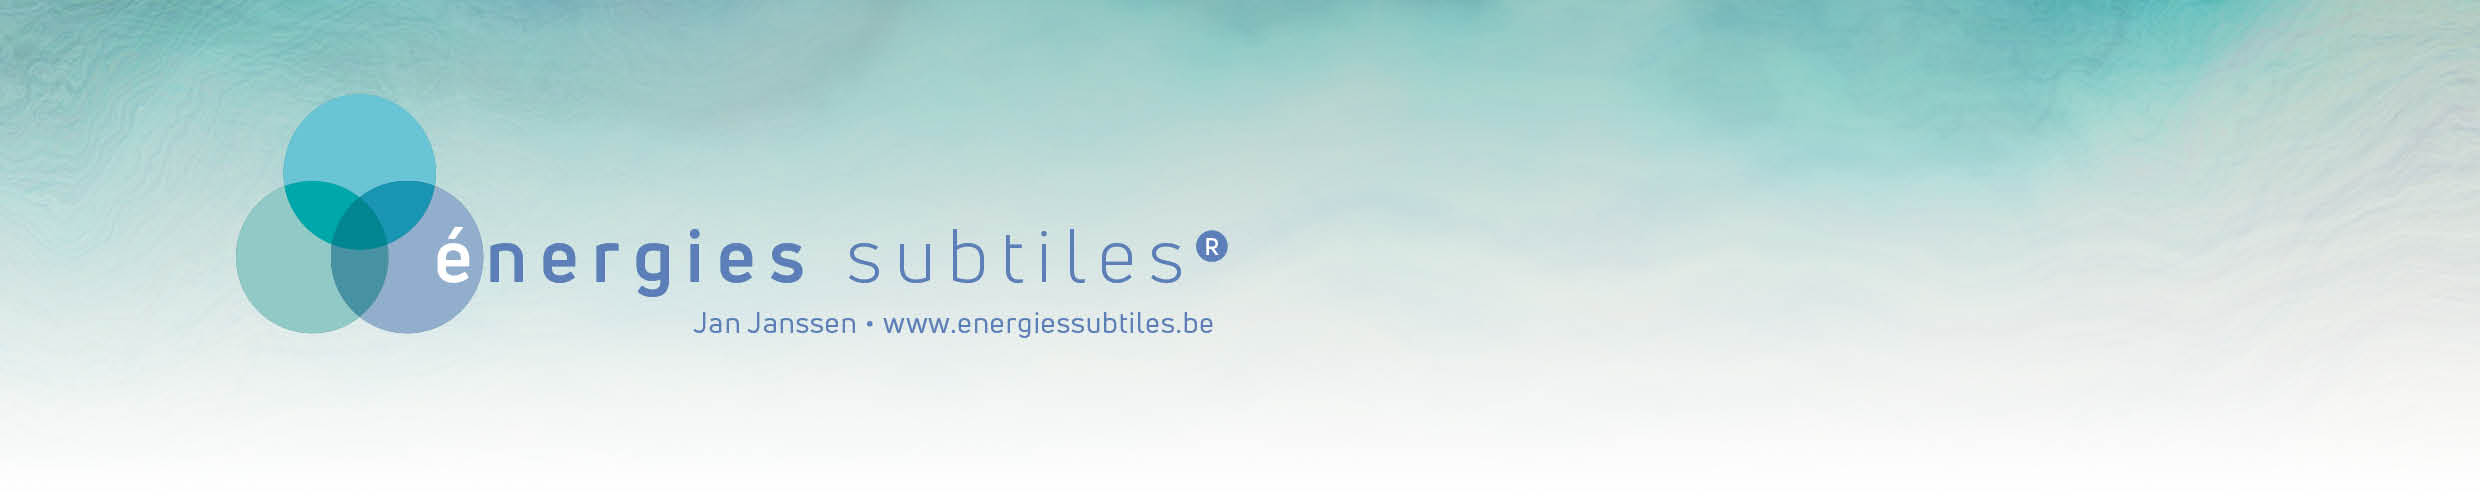 énergies subtiles®
Jan Janssen • www.energiessubtiles.be